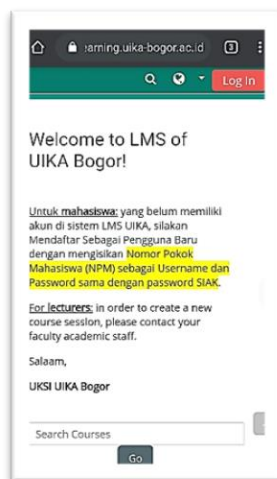 earning.uika-bogor.ac.id 3
Log In
Welcome to LMS of
UIKA Bogor!
Untuk mahasiswa: yang belum memiliki
akun di sistem LMS UIKA, silakan
Mendaftar Sebagai Pengguna Baru
dengan mengisikan Nomor Pokok
Mahasiswa (NPM) sebagai Username dan
Password sama dengan password SIAK.
For lecturers: in order to create a new
course session, please contact your
faculty academic staff.
Salaam,
UKSI UIKA Bogor
Search Courses
Go